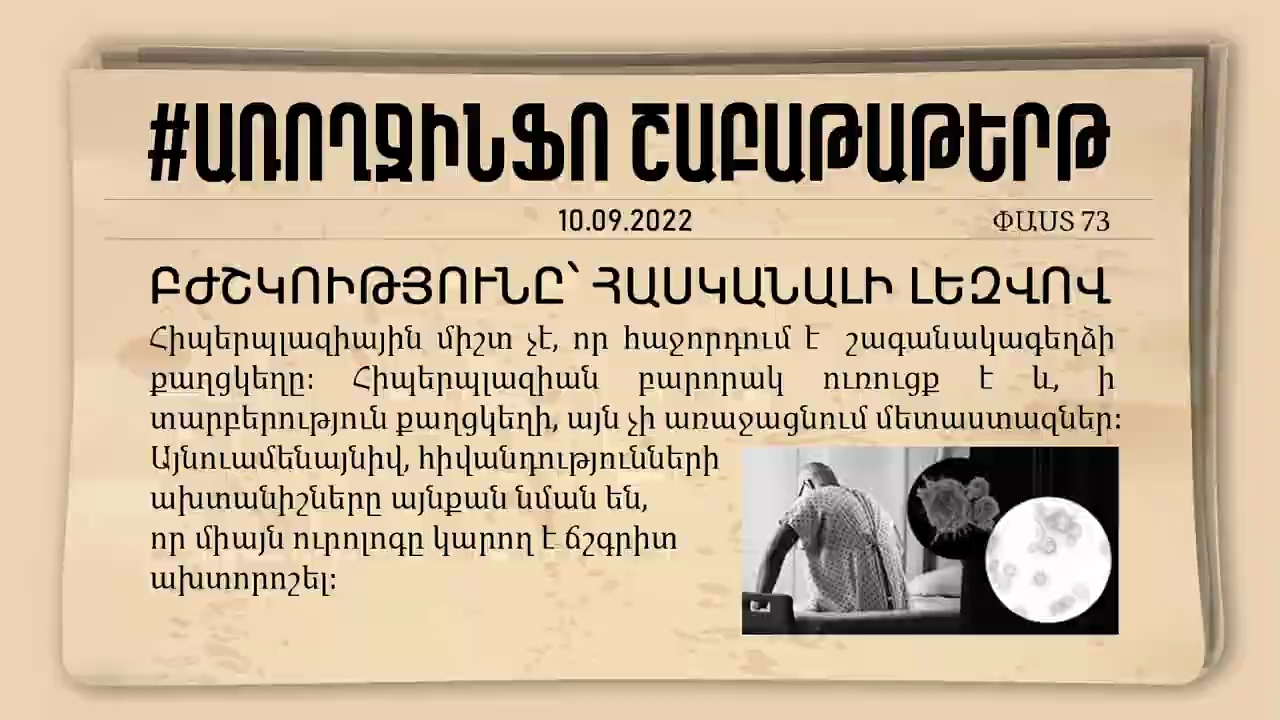 #ԱՌՈՂՋԻՆՖՈ ՇԱԲԱԹԱԹԵՐԹ
10.09.2022
ՓԱՍՏ 73
ԲԺՇԿՈՒԹՅՈՒՆԸ՝ ՀԱՍԿԱՆԱԼԻ ԼԵԶՎՈՎ
Հիպերպլազիային միշտ չէ, որ հաջորդում է շագանակագեղձի
քաղցկեղը։ Հիպերպլազիան բարորակ ուռուցք է և, ի
տարբերություն քաղցկեղի, այն չի առաջացնում մետաստազներ։
Այնուամենայնիվ, հիվանդությունների
ախտանիշները այնքան նման են,
որ միայն ուրոլոգը կարող է ճշգրիտ
ախտորոշել։